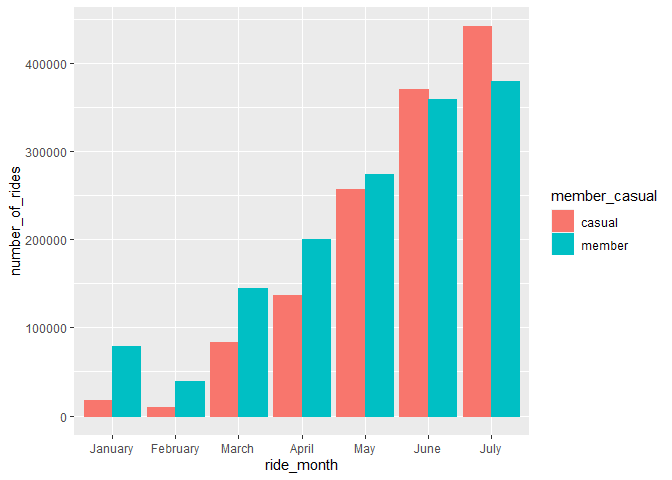 number_of_rides
400000
300000
200000
100000
0
January February March April May June July
ride_month
member_casual
casual
member